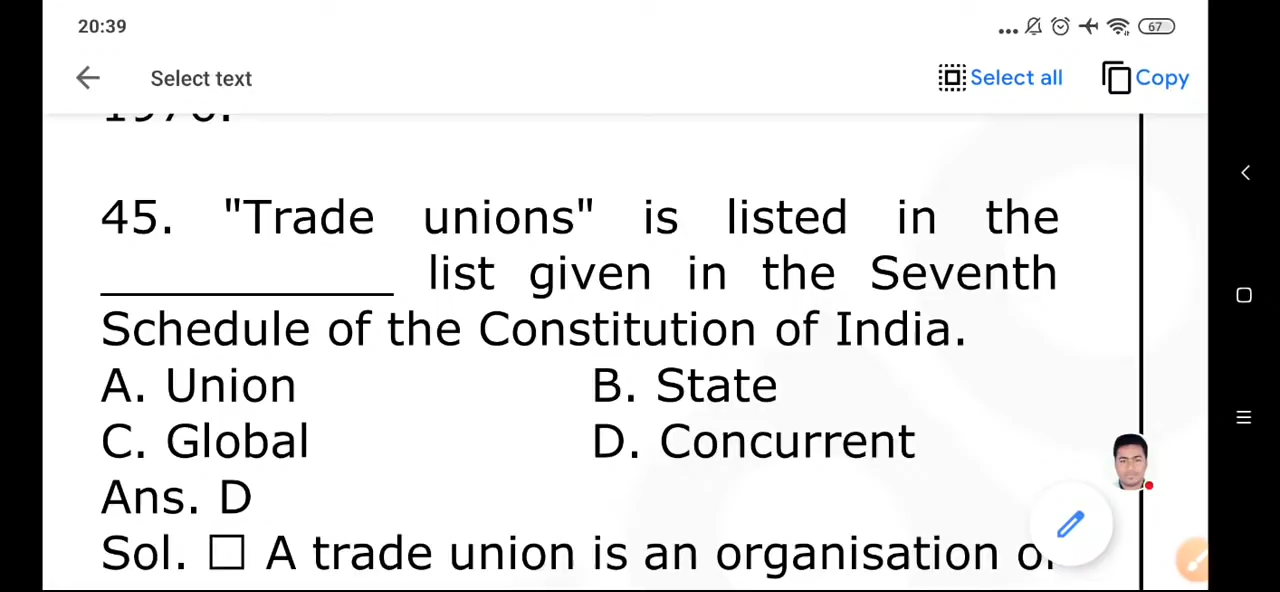 20:39
67
Select text
Select all
Copy
45. "Trade unions" is listed in the
____________ list given in the Seventh
Schedule of the Constitution of India.
A. Union B. State
C. Global D. Concurrent
Ans. D
Sol. □ A trade union is an organisation